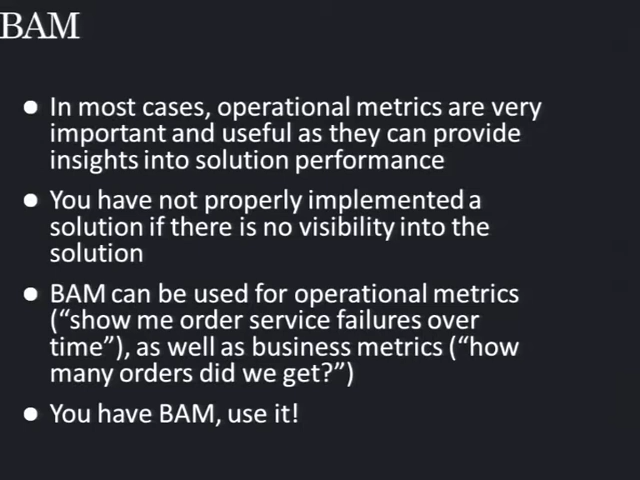 BAM
● In most cases, operational metrics are very
important and useful as they can provide
insights into solution performance
● You have not properly implemented a
solution if there is no visibility into the
solution
● BAM can be used for operational metrics
(“show me order service failures over
time”), as well as business metrics (“how
many orders did we get?”)
● You have BAM, use it!